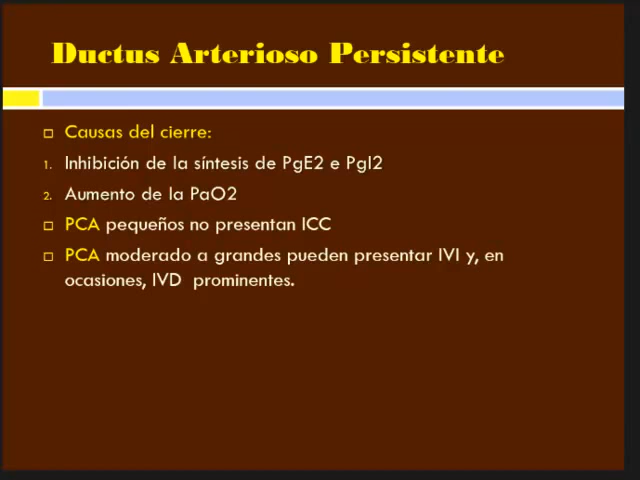 Ductus Arterioso Persistente
Causas del cierre:
1. Inhibición de la síntesis de PgE2 e PgI2
2. Aumento de la PaO2
PCA pequeños no presentan ICC
PCA moderado a grandes pueden presentar IVI y, en
ocasiones, IVD prominentes.